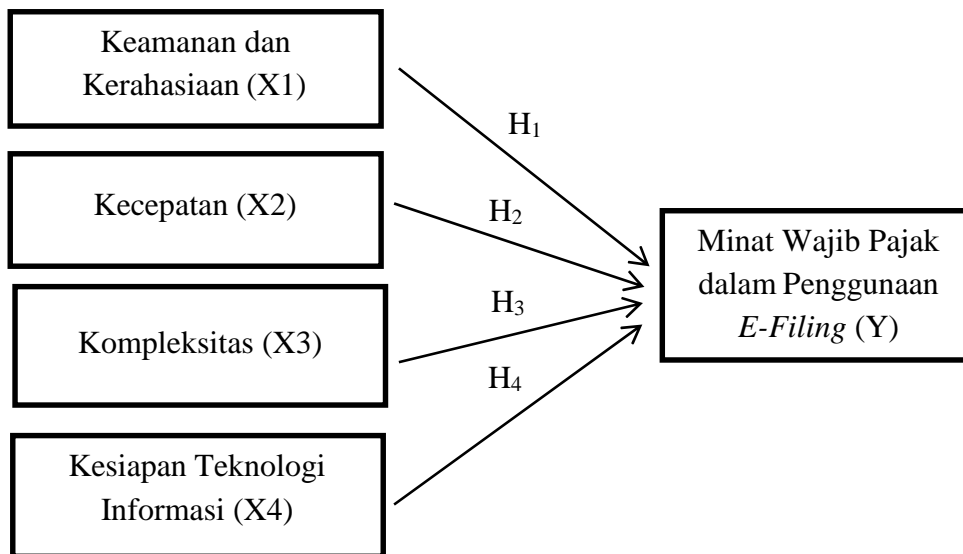 Keamanan dan
Kerahasiaan (X1)
H₁
Kecepatan (X2)
H₂
Minat Wajib Pajak
dalam Penggunaan
E-Filing (Y)
H₃
Kompleksitas (X3)
H₄
Kesiapan Teknologi
Informasi (X4)